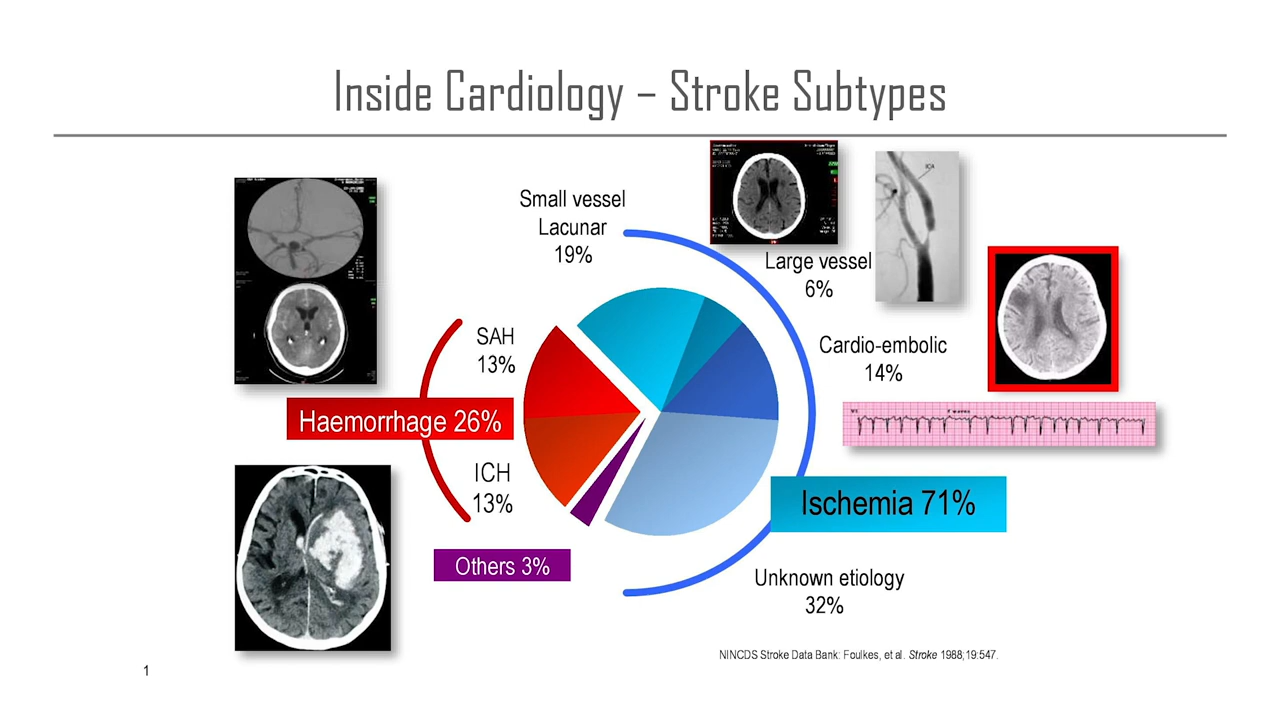 Inside Cardiology – Stroke Subtypes
Small vessel
Lacunar
19%
ICA
Large vessel
6%
SAH
13%
Cardio-embolic
14%
Haemorrhage 26%
ICH
13%
Ischemia 71%
Others 3%
Unknown etiology
32%
NINCDS Stroke Data Bank: Foulkes, et al. Stroke 1988;19:547.
1